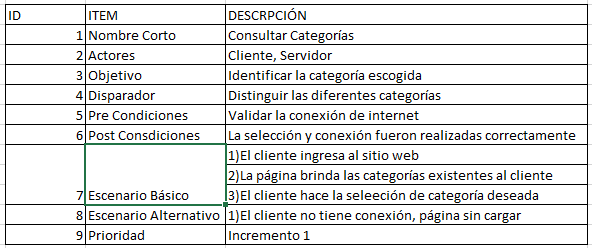 ID ITEM DESCRPCIÓN
1 Nombre Corto Consultar Categorías
2 Actores Cliente, Servidor
3 Objetivo Identificar la categoría escogida
4 Disparador Distinguir las diferentes categorías
5 Pre Condiciones Validar la conexión de internet
6 Post Consdiciones La selección y conexión fueron realizadas correctamente
1)El cliente ingresa al sitio web
2)La página brinda las categorías existentes al cliente
7 Escenario Básico 3)El cliente hace la seleección de categoría deseada
8 Escenario Alternativo 1)El cliente no tiene conexión, página sin cargar
9 Prioridad Incremento 1